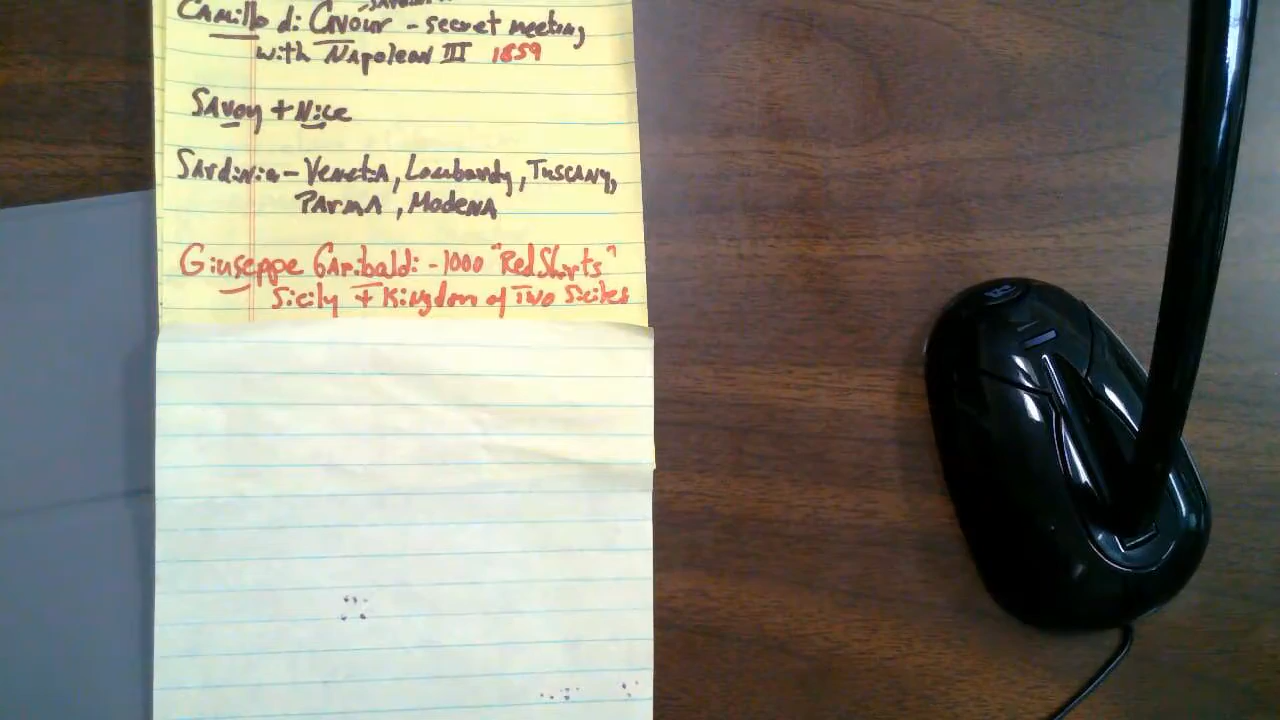 Camillo di Cavour - secret meeting
with Napolean III 1859
Savoy + Nice
Sardinia - Venetia, Lombardy, Tuscany,
Parma, Modena
Giuseppe Garibaldi - 1000 "Red Shirts"
Sicily + Kingdom of Two Sicilies